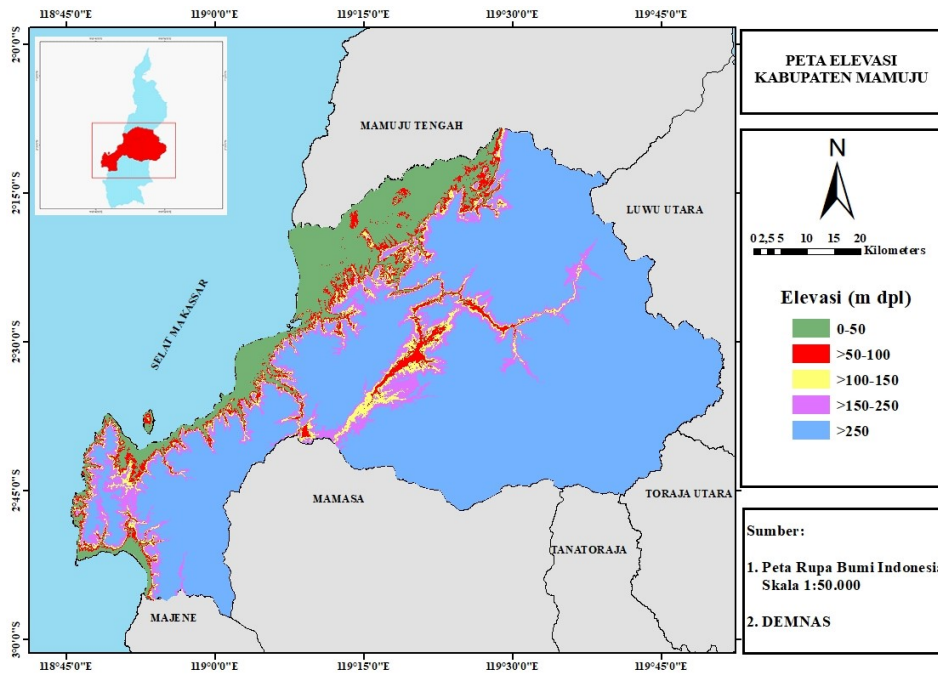 118°45'0"E 119°0'0"E 119°15'0"E 119°30'0"E 119°45'0"E
2°0'0"S
2°15'0"S
2°30'0"S
2°44'0"S
3°0'0"S
MAMUJU TENGAH
LUWU UTARA
SELAT MAKASSAR
MAMASA
TORAJA UTARA
TANATORAJA
MAJENE
118°45'0"E 119°0'0"E 119°15'0"E 119°30'0"E 119°45'0"E
PETA ELEVASI
KABUPATEN MAMUJU
N
0 2,5 5 10 15 20
Kilometers
Elevasi (m dpl)
0-50
>50-100
>100-150
>150-250
>250
Sumber:
1. Peta Rupa Bumi Indonesia
Skala 1:50.000
2. DEMNAS